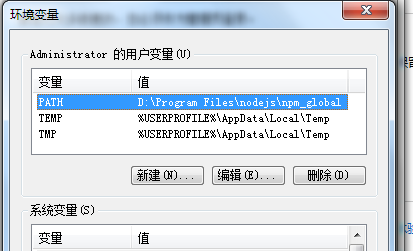 环境变量
Administrator 的用户变量(U)
变量 值
PATH D:\Program Files\nodejs\npm_global
TEMP %USERPROFILE%\AppData\Local\Temp
TMP %USERPROFILE%\AppData\Local\Temp
新建(N)... 编辑(E)... 删除(D)
系统变量(S)
变量 值